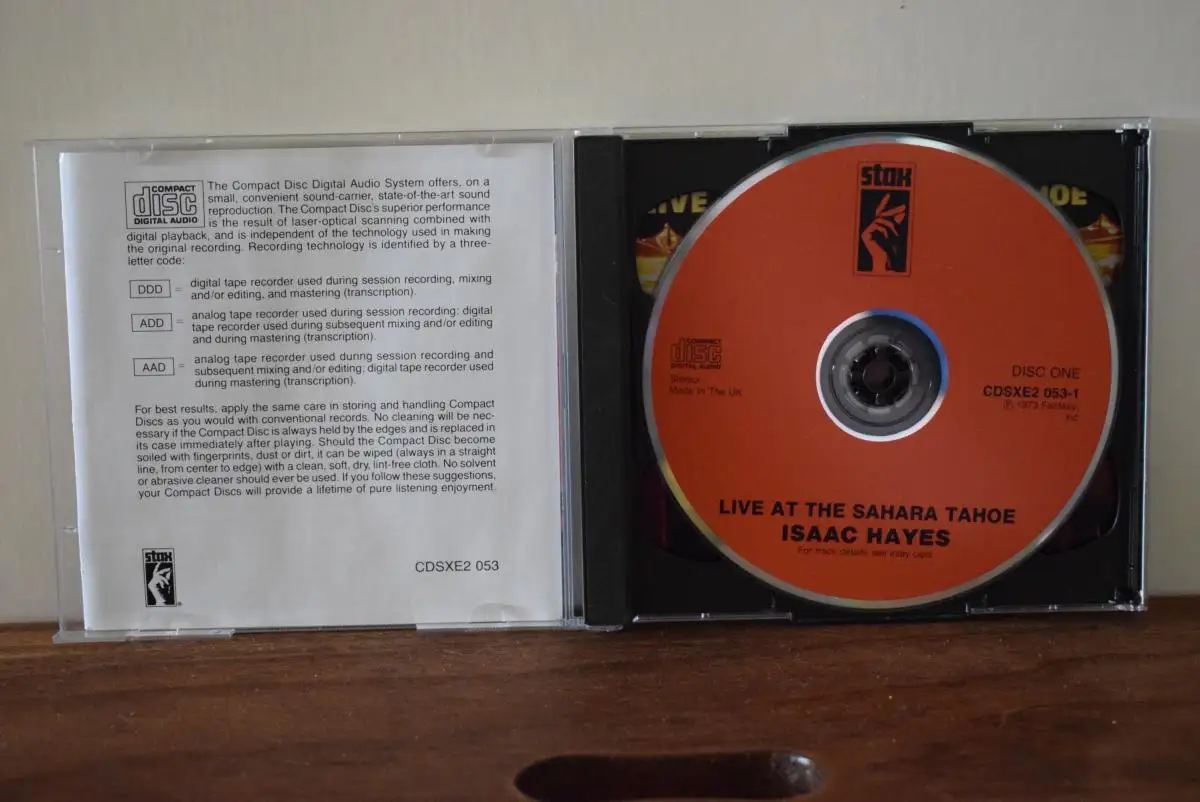 COMPACT
disc
DIGITAL AUDIO
The Compact Disc Digital Audio System offers, on a
small, convenient sound-carrier, state-of-the-art sound
reproduction. The Compact Disc's superior performance
is the result of laser-optical scanning combined with
digital playback, and is independent of the technology used in making
the original recording. Recording technology is identified by a three-
letter code:
DDD = digital tape recorder used during session recording, mixing
and/or editing, and mastering (transcription).
ADD = analog tape recorder used during session recording; digital
tape recorder used during subsequent mixing and/or editing
and during mastering (transcription).
AAD = analog tape recorder used during session recording and
subsequent mixing and/or editing; digital tape recorder used
during mastering (transcription).
For best results, apply the same care in storing and handling Compact
Discs as you would with conventional records. No cleaning will be nec-
essary if the Compact Disc is always held by the edges and is replaced in
its case immediately after playing. Should the Compact Disc become
soiled with fingerprints, dust or dirt, it can be wiped (always in a straight
line, from center to edge) with a clean, soft, dry, lint-free cloth. No solvent
or abrasive cleaner should ever be used. If you follow these suggestions,
your Compact Discs will provide a lifetime of pure listening enjoyment.
stax
CDSXE2 053
LIVE
HOE
stax
COMPACT
disc
DIGITAL AUDIO
Stereo
Made In The UK
DISC ONE
CDSXE2 053-1
℗ 1973 Fantasy,
Inc
LIVE AT THE SAHARA TAHOE
ISAAC HAYES
For track details see inlay card